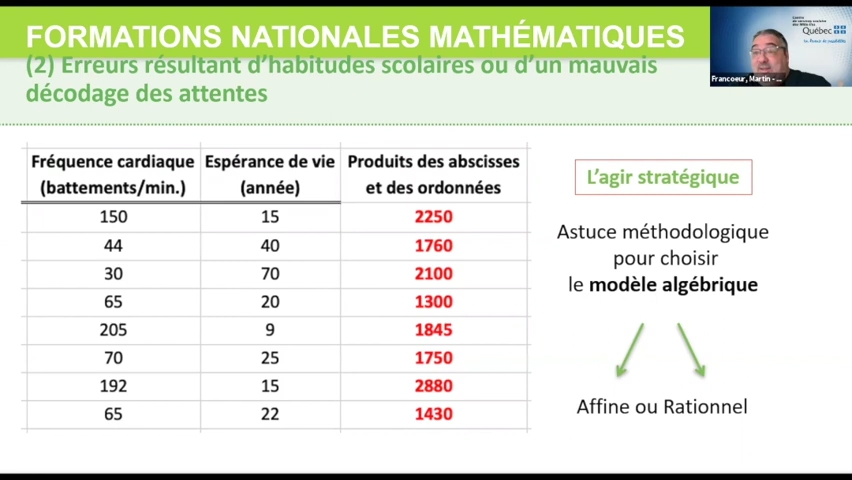 FORMATIONS NATIONALES MATHÉMATIQUES
(2) Erreurs résultant d'habitudes scolaires ou d'un mauvais
décodage des attentes
Québec
Francoeur, Martin - ...
Fréquence cardiaque (battements/min.) Espérance de vie (année) Produits des abscisses et des ordonnées
150 15 2250
44 40 1760
30 70 2100
65 20 1300
205 9 1845
70 25 1750
192 15 2880
65 22 1430
L'agir stratégique
Astuce méthodologique
pour choisir
le modèle algébrique
Affine ou Rationnel